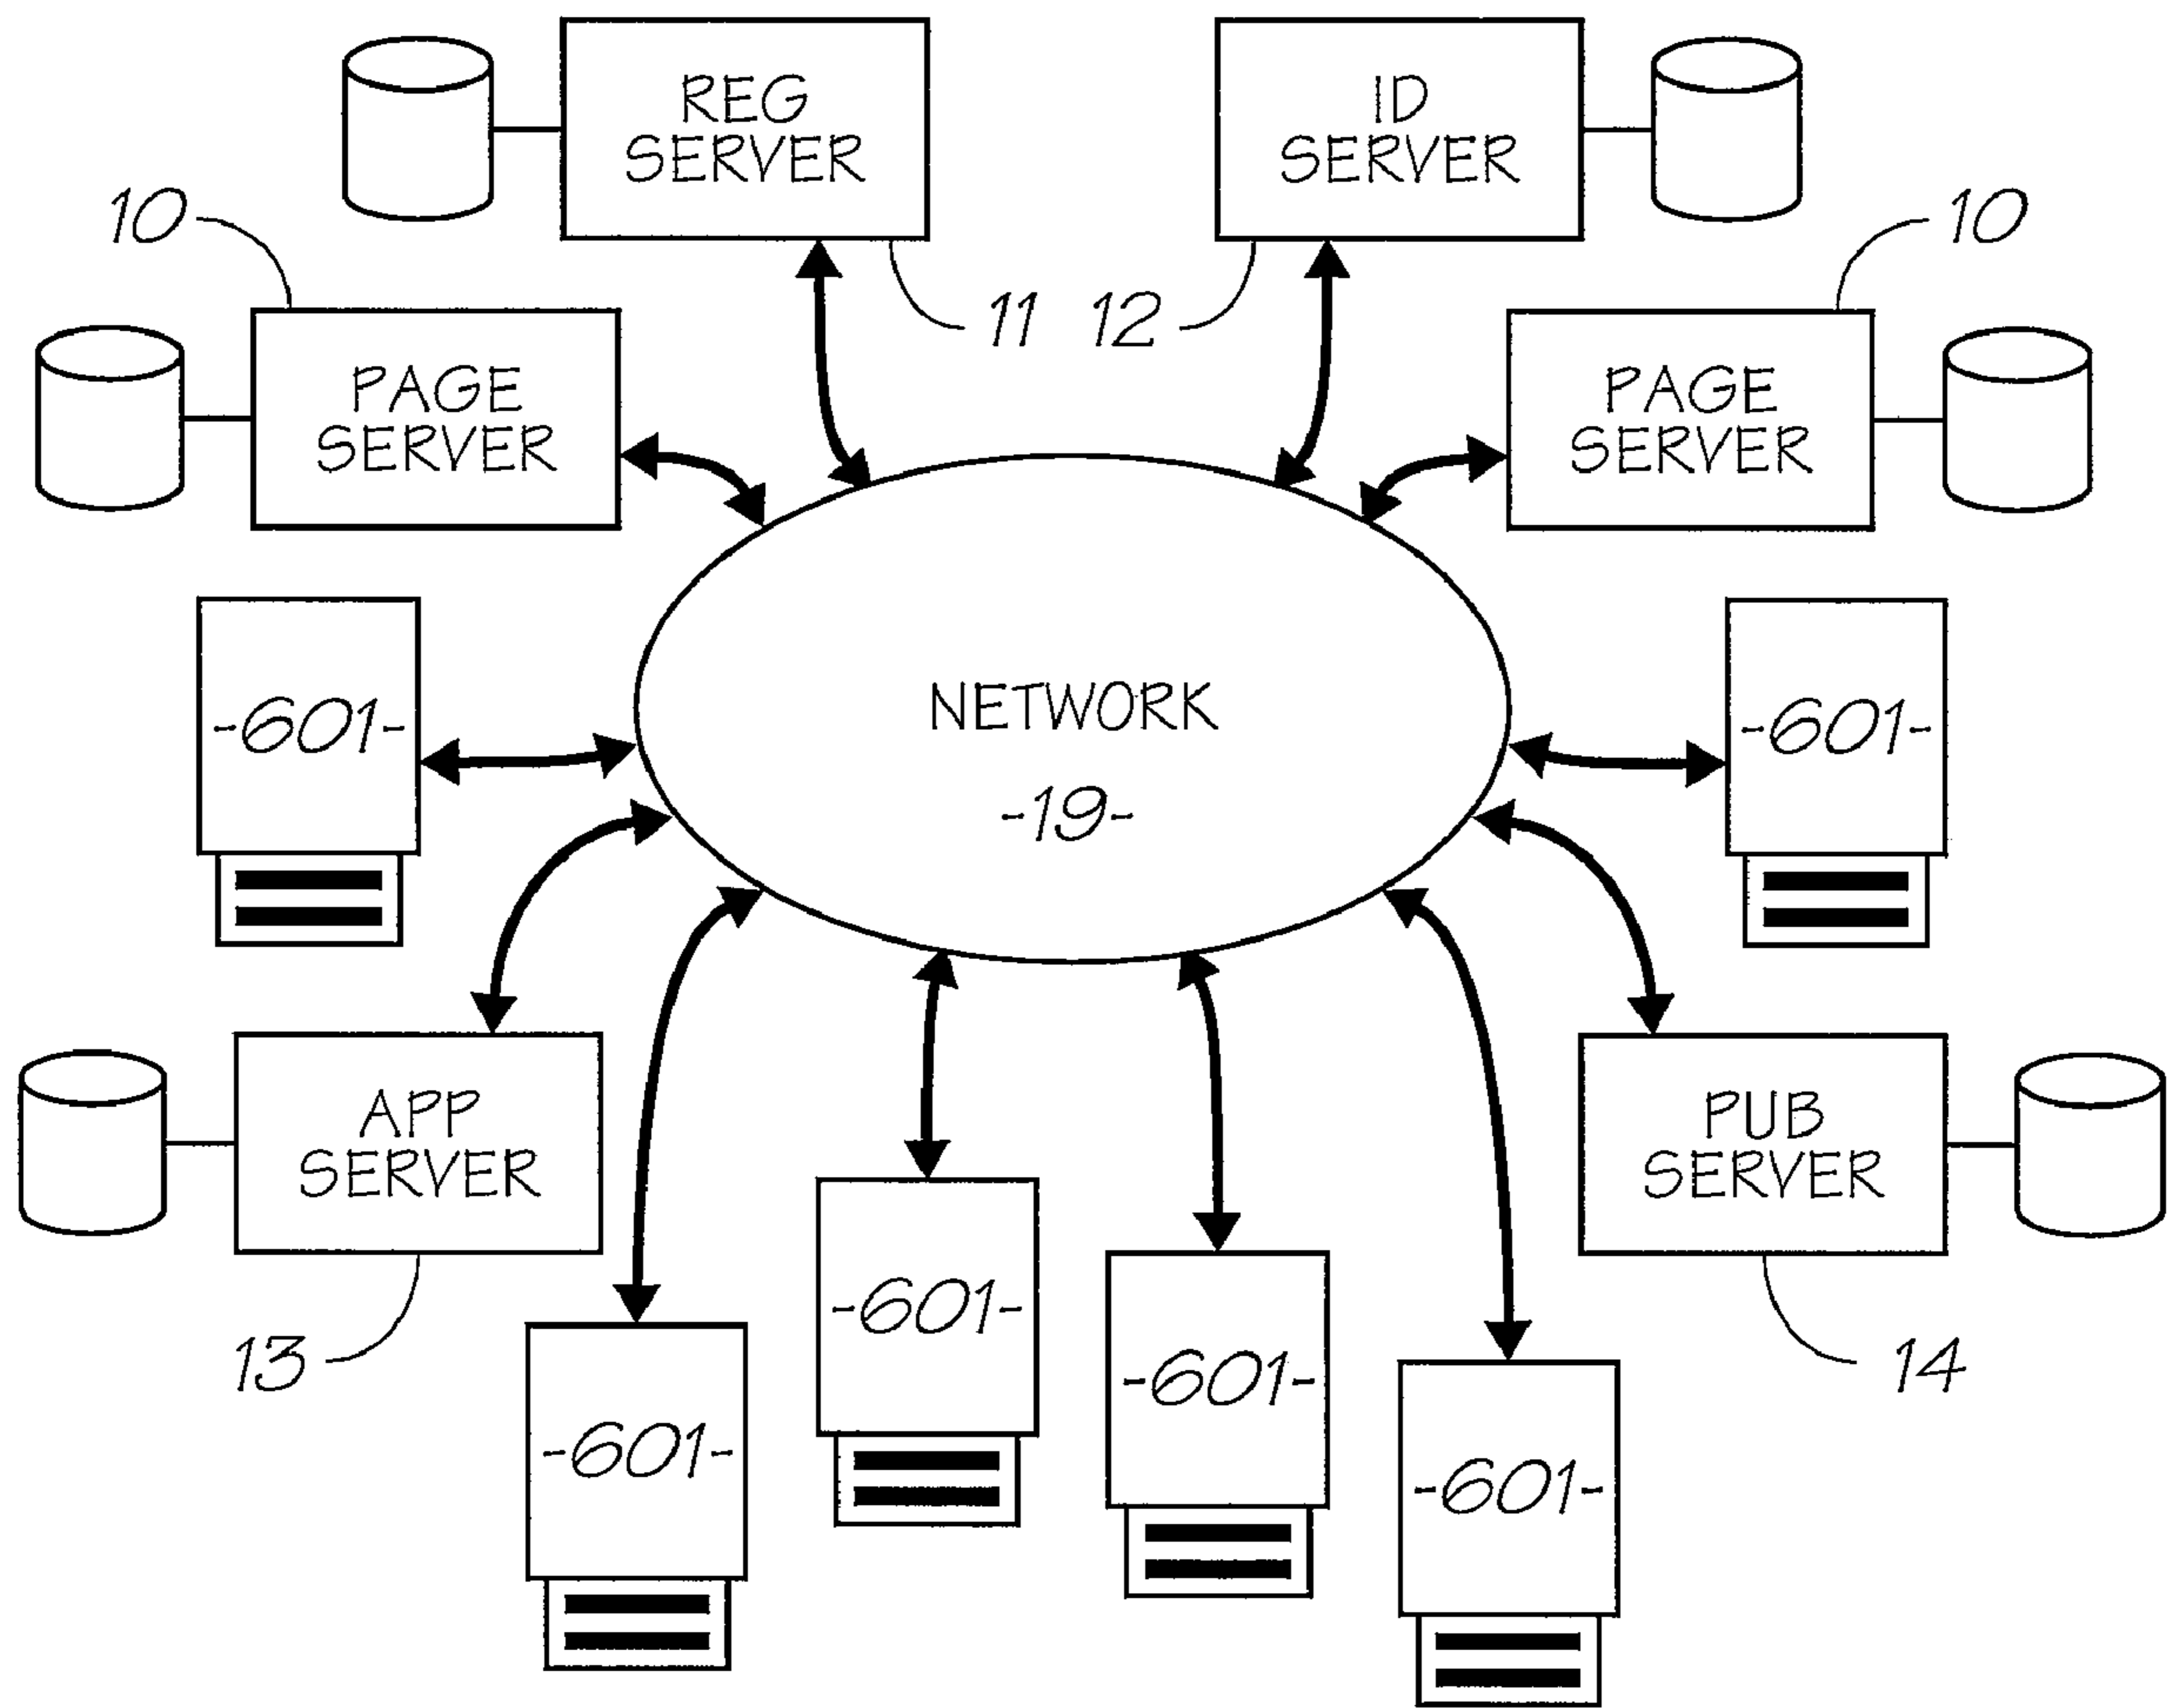 REG
SERVER
ID
SERVER
10
10
11
12
PAGE
SERVER
PAGE
SERVER
-601-
NETWORK
-19-
-601-
APP
SERVER
PUB
SERVER
13
14
-601-
-601-
-601-
-601-